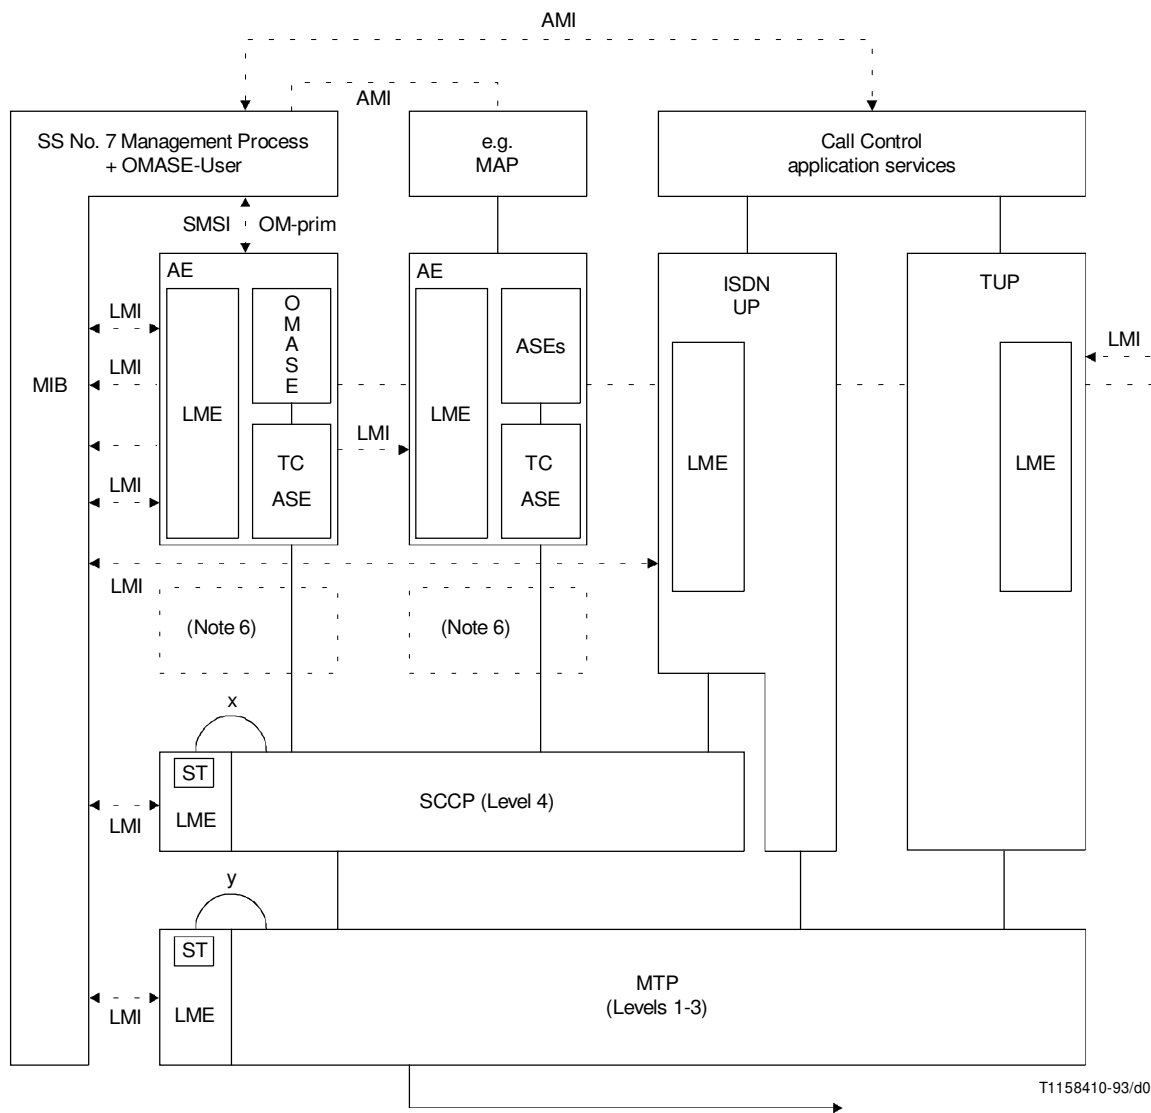 AMI
AMI
SS No. 7 Management Process
+ OMASE-User
e.g.
MAP
Call Control
application services
SMSI
OM-prim
AE
AE
ISDN
UP
TUP
LMI
O
M
A
S
E
ASEs
LMI
LMI
MIB
LME
LME
LMI
LME
LME
TC
ASE
TC
ASE
LMI
LMI
(Note 6)
(Note 6)
x
ST
SCCP (Level 4)
LME
LMI
y
ST
MTP
(Levels 1-3)
LME
LMI
T1158410-93/d0